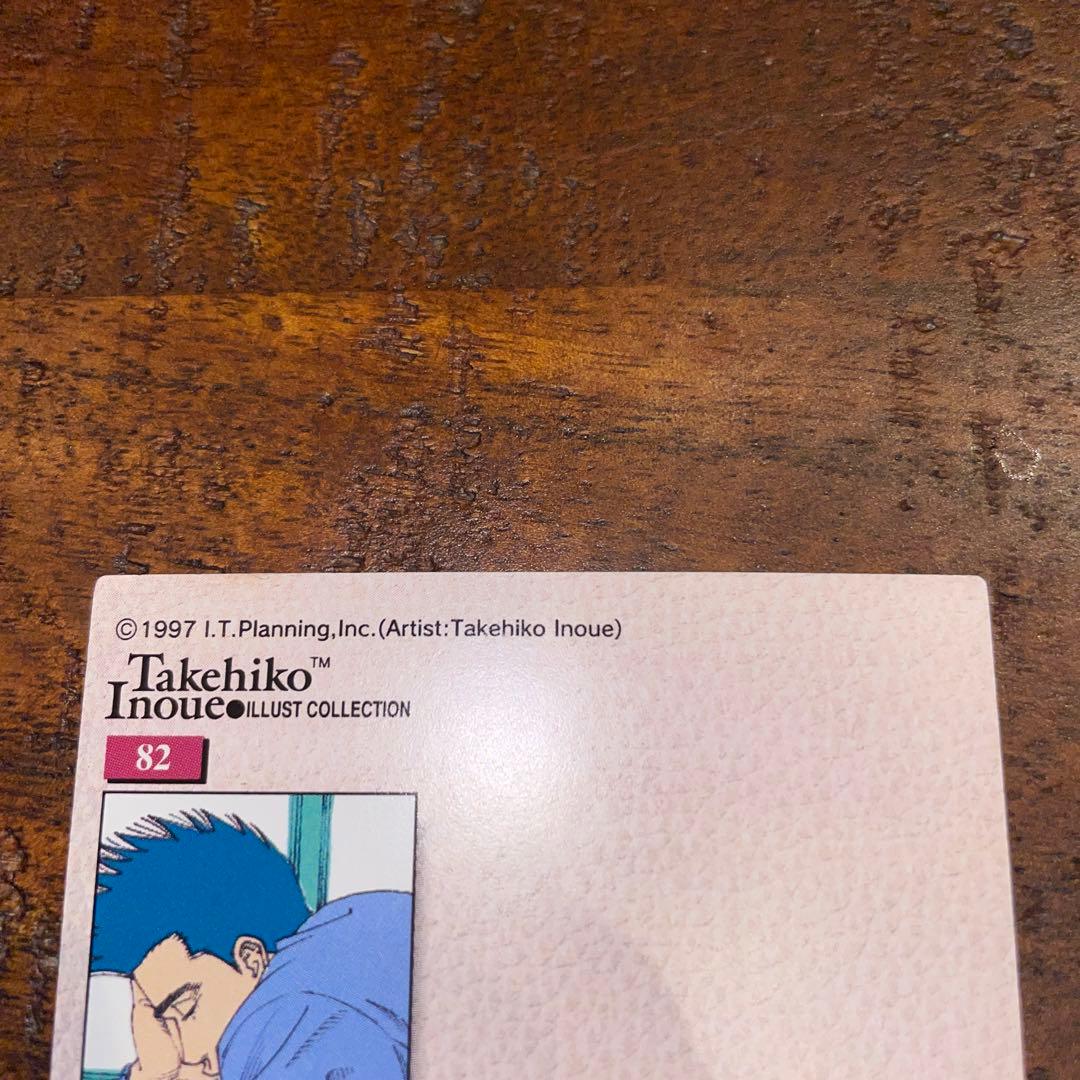 ©1997 I.T.Planning,Inc.(Artist:Takehiko Inoue)
Takehiko™
Inoue●ILLUST COLLECTION
82